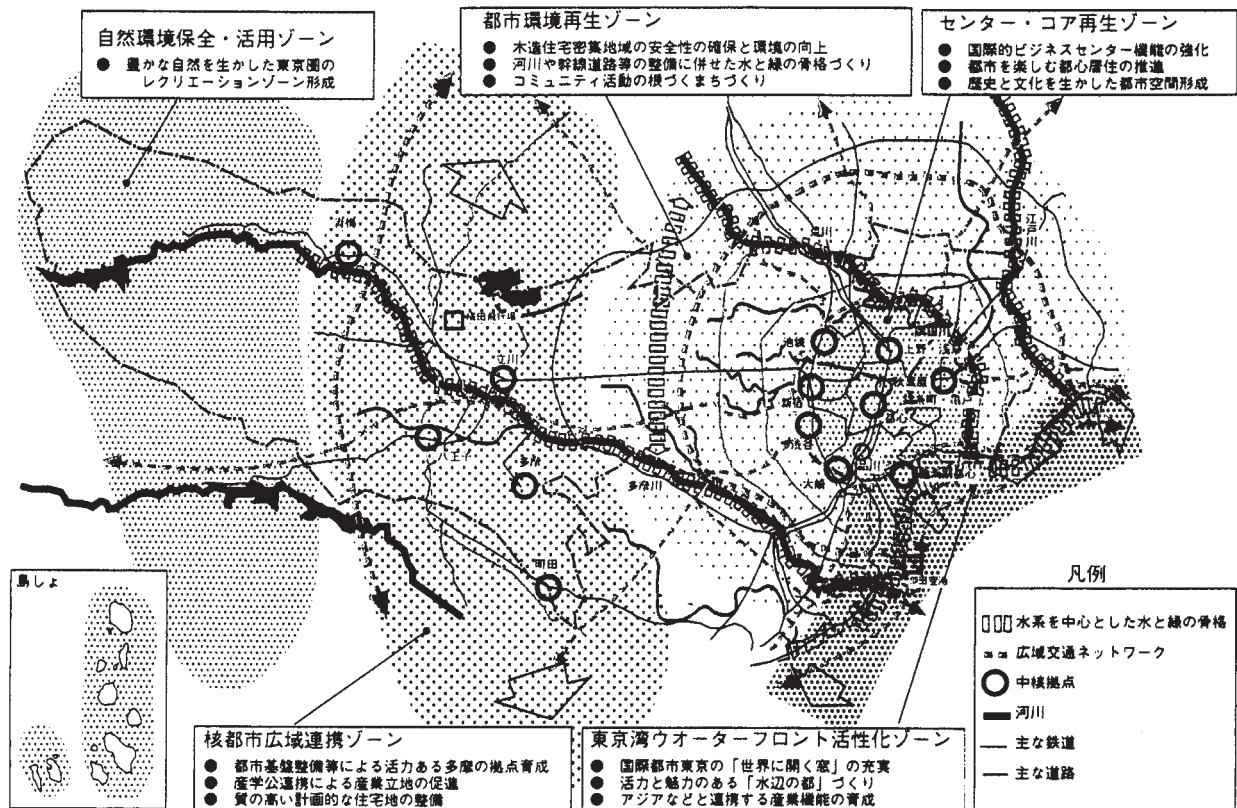 自然環境保全・活用ゾーン
● 豊かな自然を生かした東京圏の
レクリエーションゾーン形成
都市環境再生ゾーン
● 木造住宅密集地域の安全性の確保と環境の向上
● 河川や幹線道路等の整備に併せた水と緑の骨格づくり
● コミュニティ活動の根づくまちづくり
センター・コア再生ゾーン
● 国際的ビジネスセンター機能の強化
● 都市を楽しむ都心居住の推進
● 歴史と文化を生かした都市空間形成
江戸川
荒川
青梅
横田飛行場
隅田川
池袋
上野
立川
新宿
錦糸町
渋谷
八王子
多摩
多摩川
大崎
品川
町田
羽田空港
島しょ
凡例
水系を中心とした水と緑の骨格
広域交通ネットワーク
中核拠点
河川
主な鉄道
主な道路
核都市広域連携ゾーン
● 都市基盤整備等による活力ある多摩の拠点育成
● 産学公連携による産業立地の促進
● 質の高い計画的な住宅地の整備
東京湾ウオーターフロント活性化ゾーン
● 国際都市東京の「世界に開く窓」の充実
● 活力と魅力のある「水辺の都」づくり
● アジアなどと連携する産業機能の育成